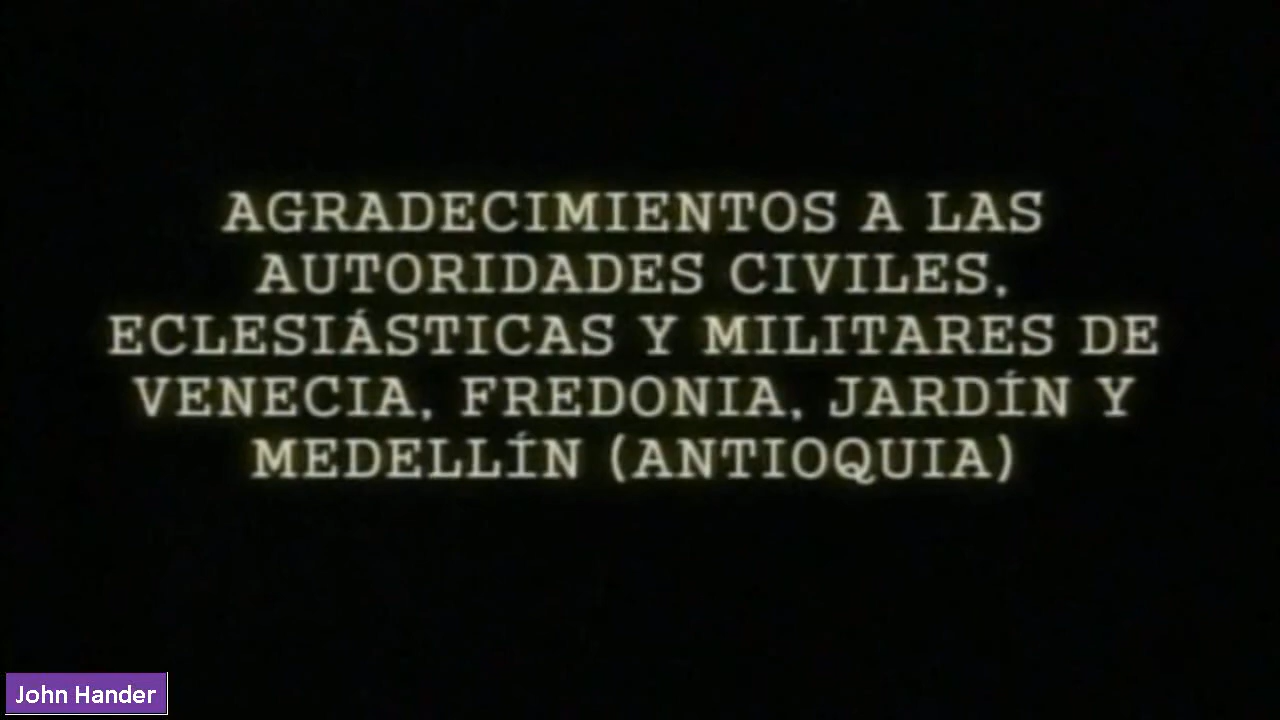 AGRADECIMIENTOS A LAS
AUTORIDADES CIVILES,
ECLESIÁSTICAS Y MILITARES DE
VENECIA, FREDONIA, JARDÍN Y
MEDELLÍN (ANTIOQUIA)
John Hander